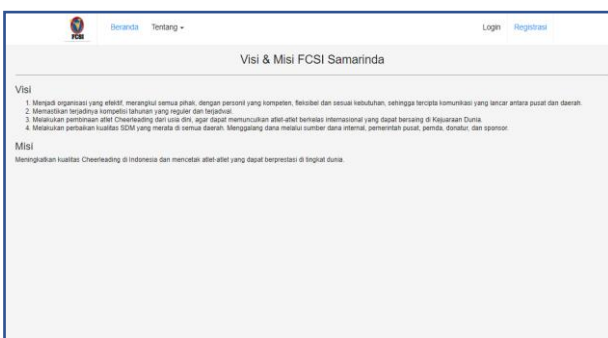 FCSI
Beranda Tentang Login Registrasi
Visi & Misi FCSI Samarinda
Visi
1. Menjadi organisasi yang efektif, merangkul semua pihak, dengan personil yang kompeten, fleksibel dan sesuai kebutuhan, sehingga tercipta komunikasi yang lancar antara pusat dan daerah.
2. Memastikan terjadinya kompetisi tahunan yang reguler dan terjadwal.
3. Melakukan pembinaan atlet Cheerleading dari usia dini, agar dapat memunculkan atlet-atlet berkelas internasional yang dapat bersaing di Kejuaraan Dunia.
4. Melakukan perbaikan kualitas SDM yang merata di semua daerah. Menggalang dana melalui sumber dana internal, pemerintah pusat, pemda, donatur, dan sponsor.
Misi
Meningkatkan kualitas Cheerleading di Indonesia dan mencetak atlet-atlet yang dapat berprestasi di tingkat dunia.